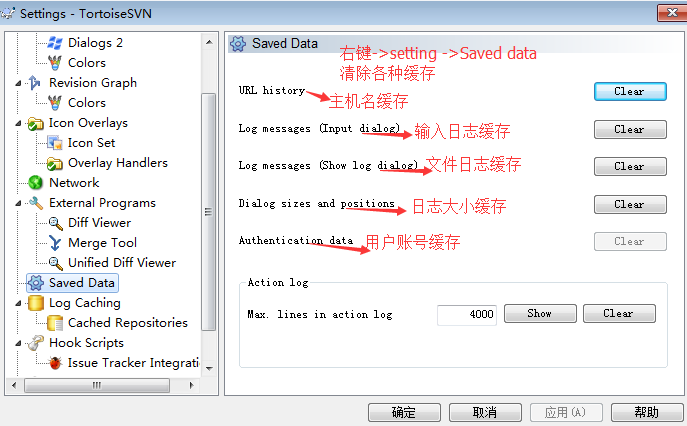 Settings - TortoiseSVN
Dialogs 2
Colors
Revision Graph
Colors
Icon Overlays
Icon Set
Overlay Handlers
Network
External Programs
Diff Viewer
Merge Tool
Unified Diff Viewer
Saved Data
Log Caching
Cached Repositories
Hook Scripts
Issue Tracker Integrati
Saved Data
右键->setting ->Saved data
清除各种缓存
URL history
主机名缓存
Clear
Log messages (Input dialog)
输入日志缓存
Clear
Log messages (Show log dialog)
文件日志缓存
Clear
Dialog sizes and positions
日志大小缓存
Clear
Authentication data
用户账号缓存
Clear
Action log
Max. lines in action log
4000
Show
Clear
确定
取消
应用(A)
帮助